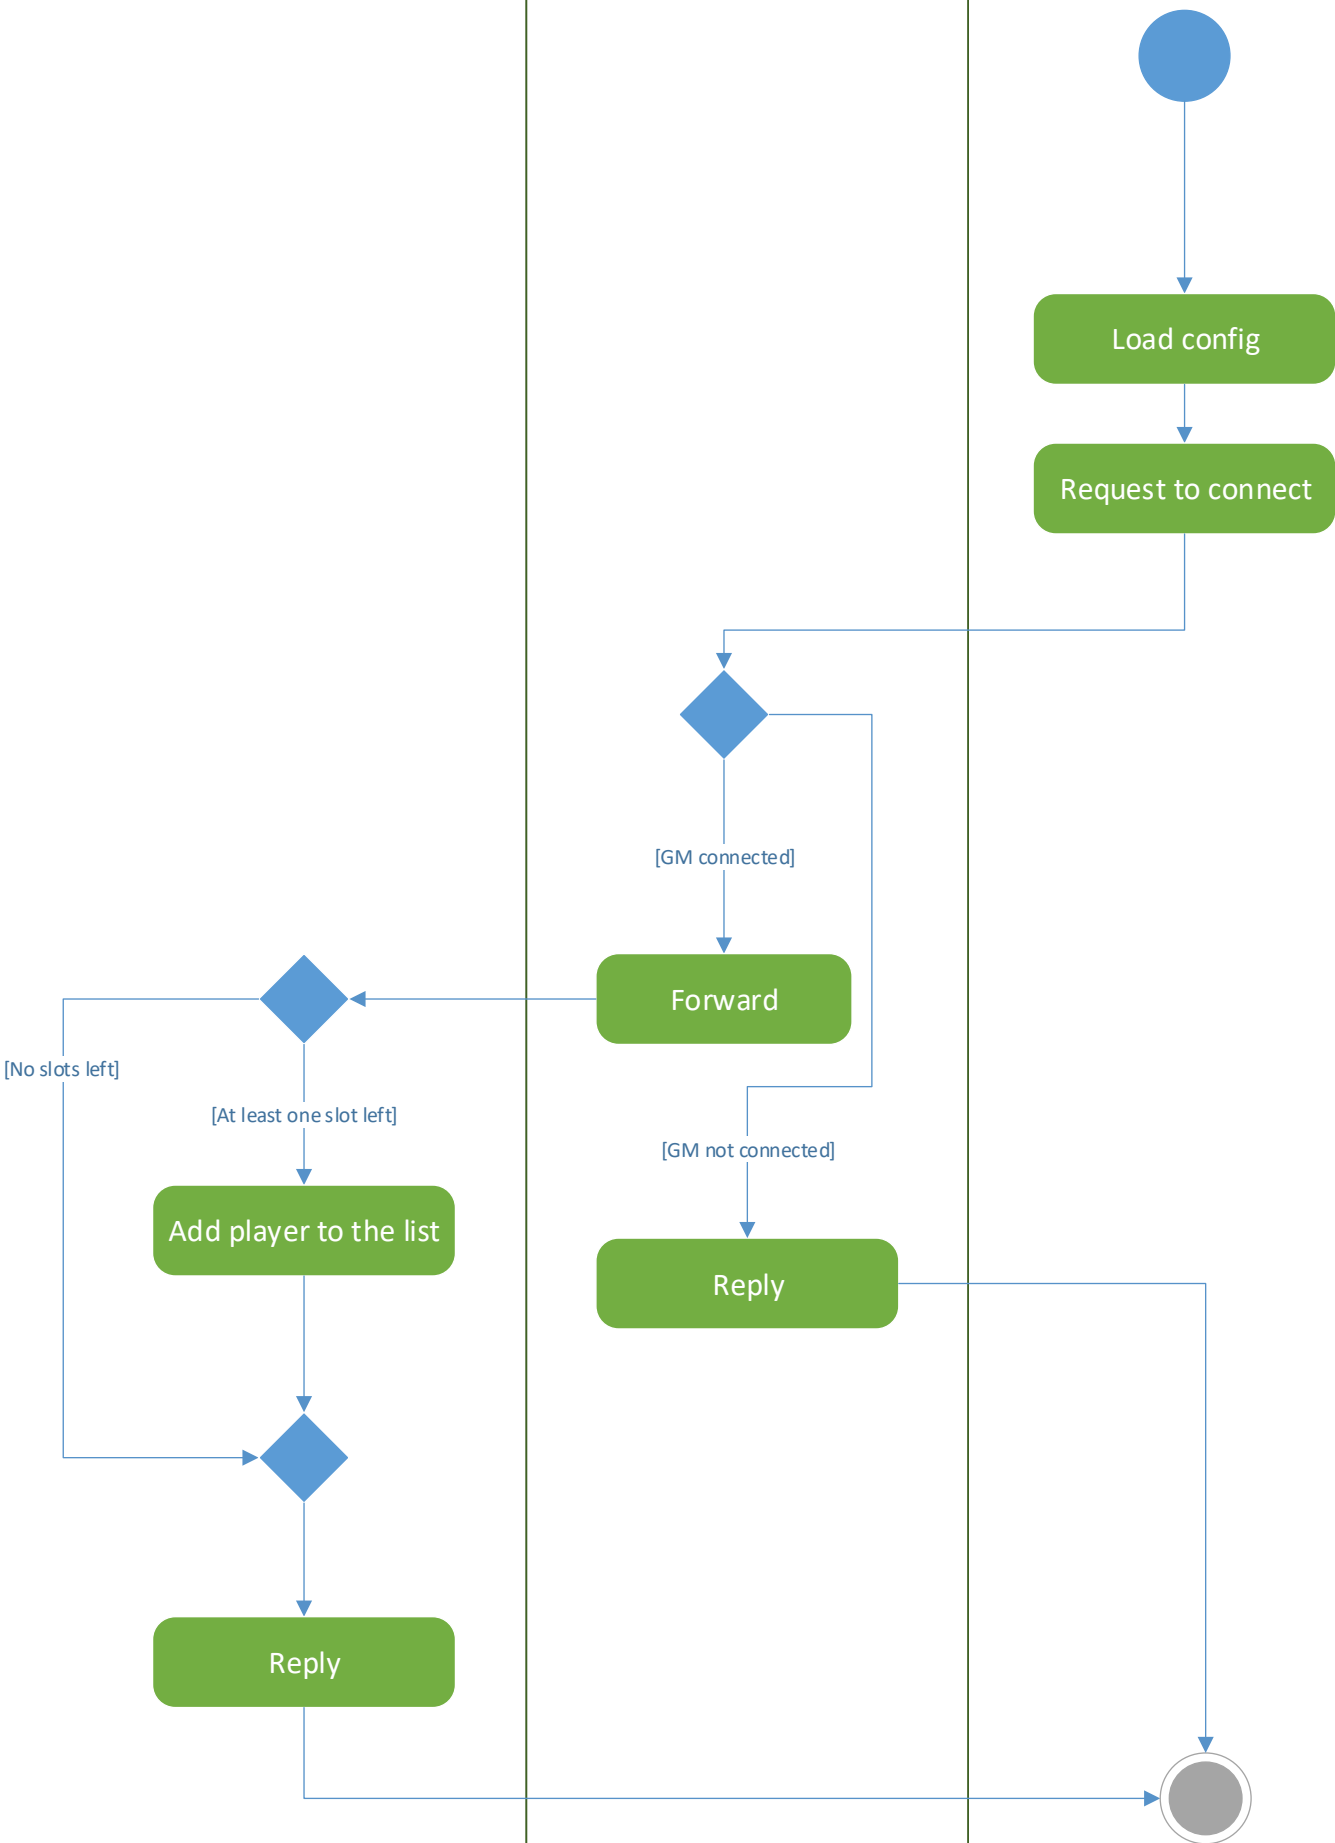 Load config
Request to connect
[GM connected]
Forward
[No slots left]
[At least one slot left]
[GM not connected]
Add player to the list
Reply
Reply